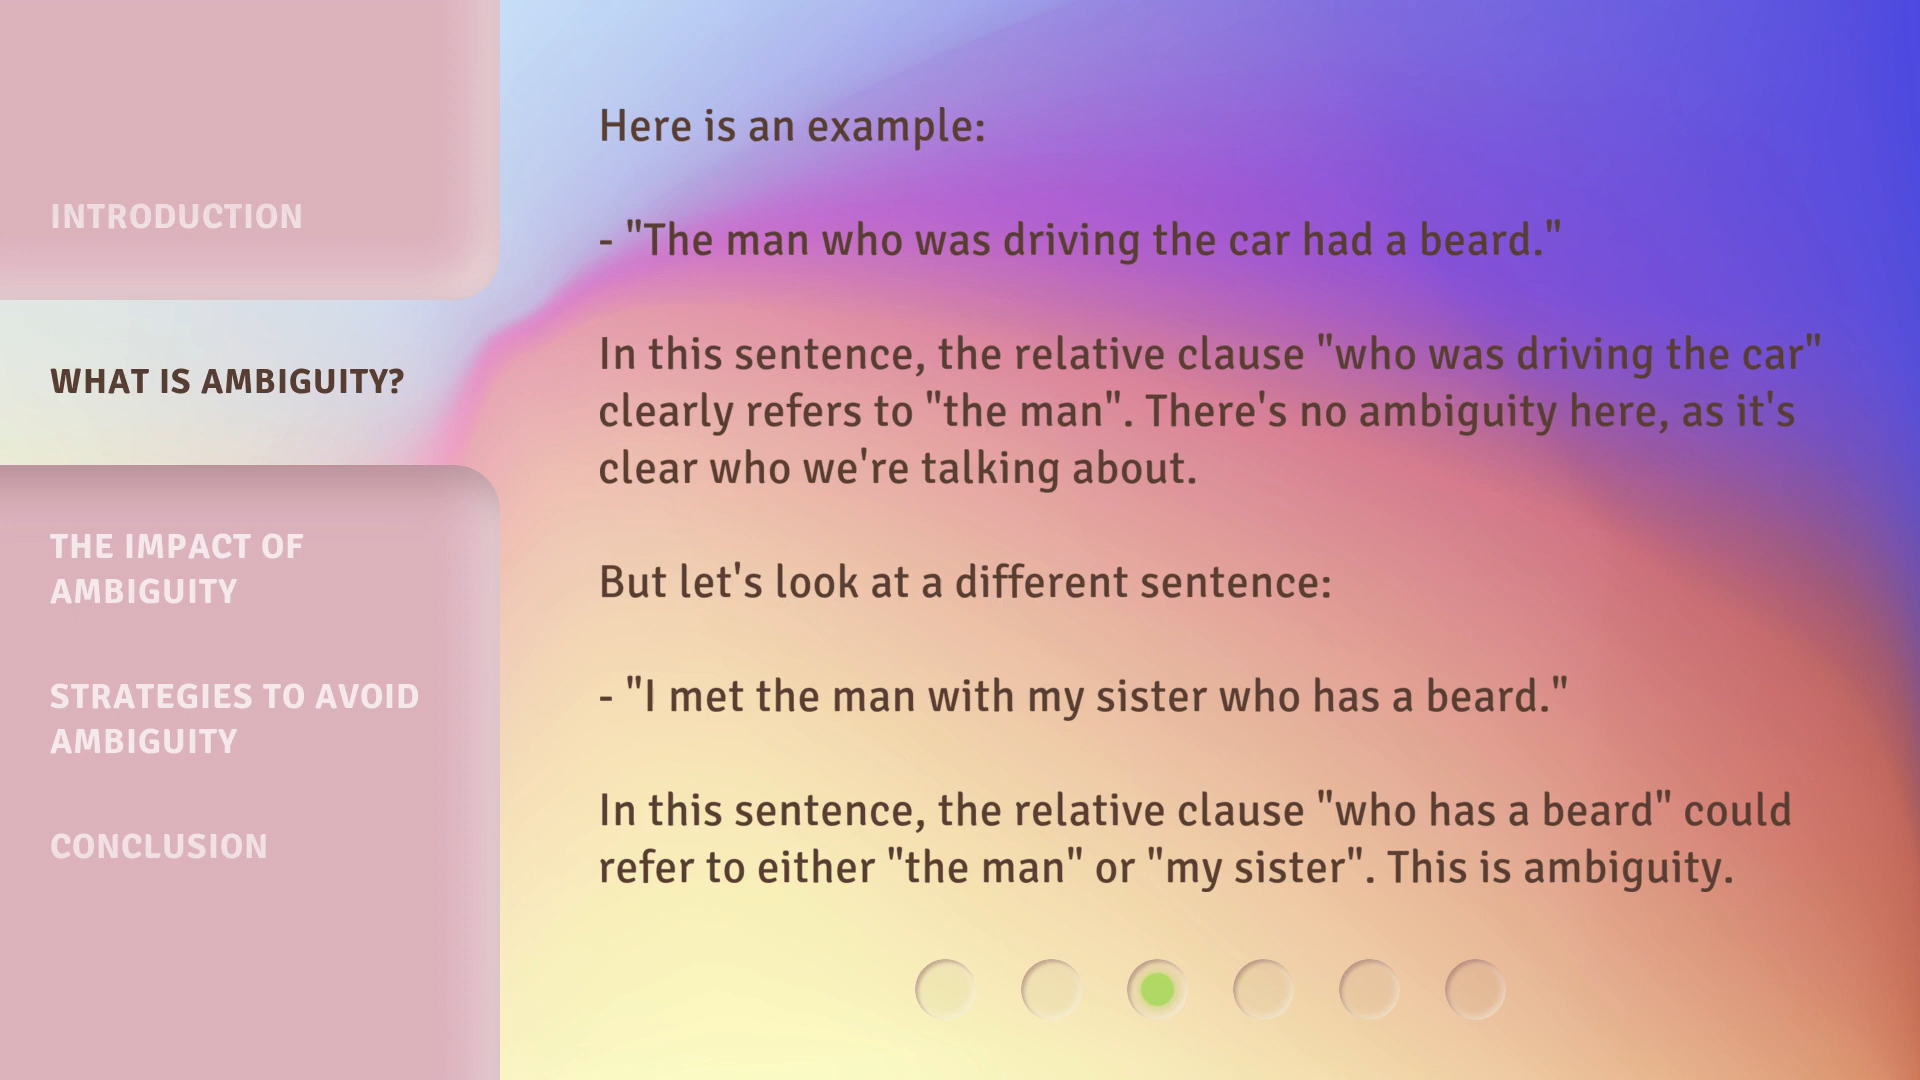 INTRODUCTION
WHAT IS AMBIGUITY?
THE IMPACT OF
AMBIGUITY
STRATEGIES TO AVOID
AMBIGUITY
CONCLUSION
Here is an example:
- "The man who was driving the car had a beard."
In this sentence, the relative clause "who was driving the car"
clearly refers to "the man". There's no ambiguity here, as it's
clear who we're talking about.
But let's look at a different sentence:
- "I met the man with my sister who has a beard."
In this sentence, the relative clause "who has a beard" could
refer to either "the man" or "my sister". This is ambiguity.